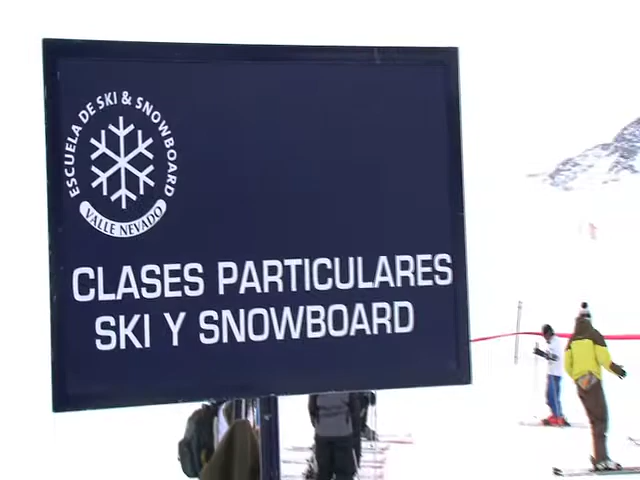 ESCUELA DE SKI & SNOWBOARD
VALLE NEVADO
CLASES PARTICULARES
SKI Y SNOWBOARD